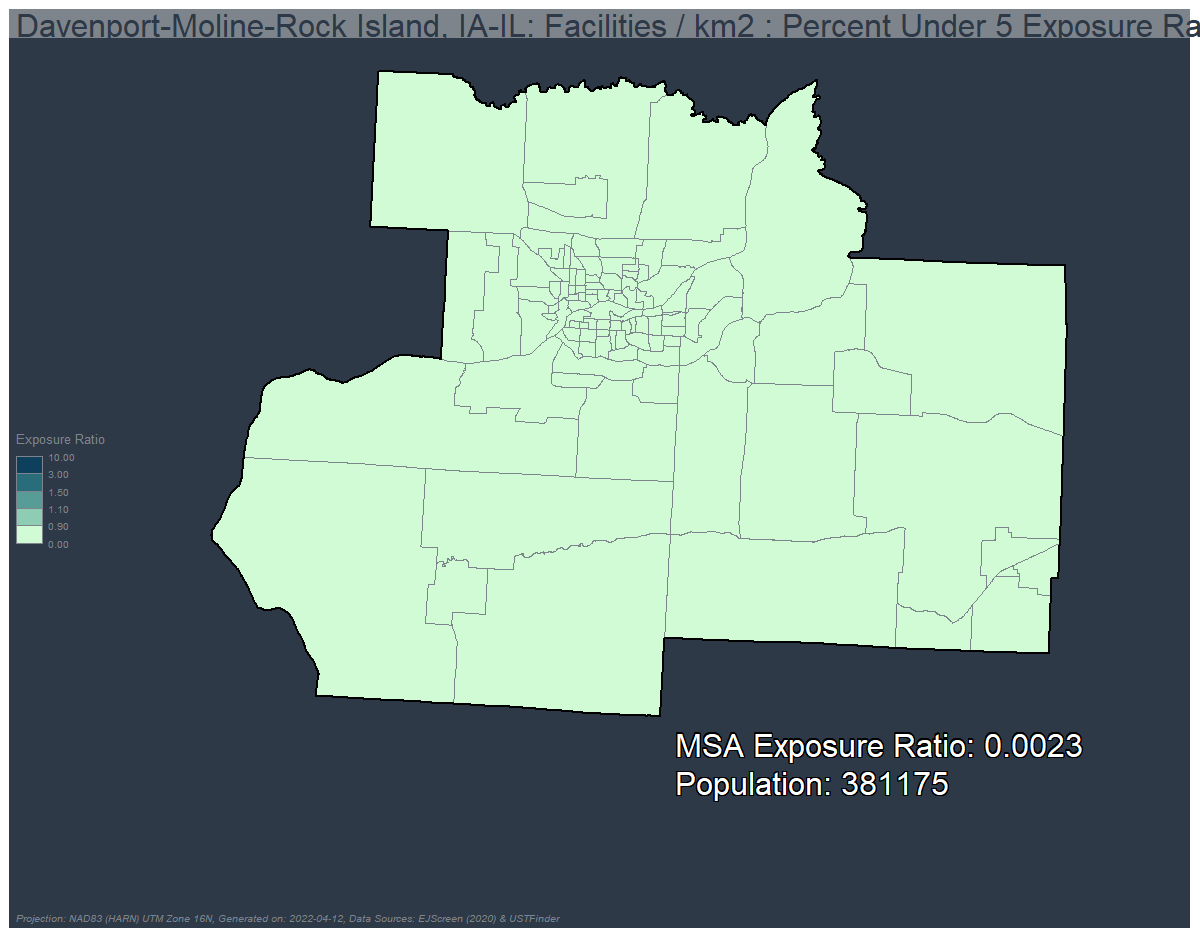 Davenport-Moline-Rock Island, IA-IL: Facilities / km2 : Percent Under 5 Exposure Ra
Exposure Ratio
10.00
3.00
1.50
1.10
0.90
0.00
MSA Exposure Ratio: 0.0023
Population: 381175
Projection: NAD83 (HARN) UTM Zone 16N, Generated on: 2022-04-12, Data Sources: EJScreen (2020) & USTFinder